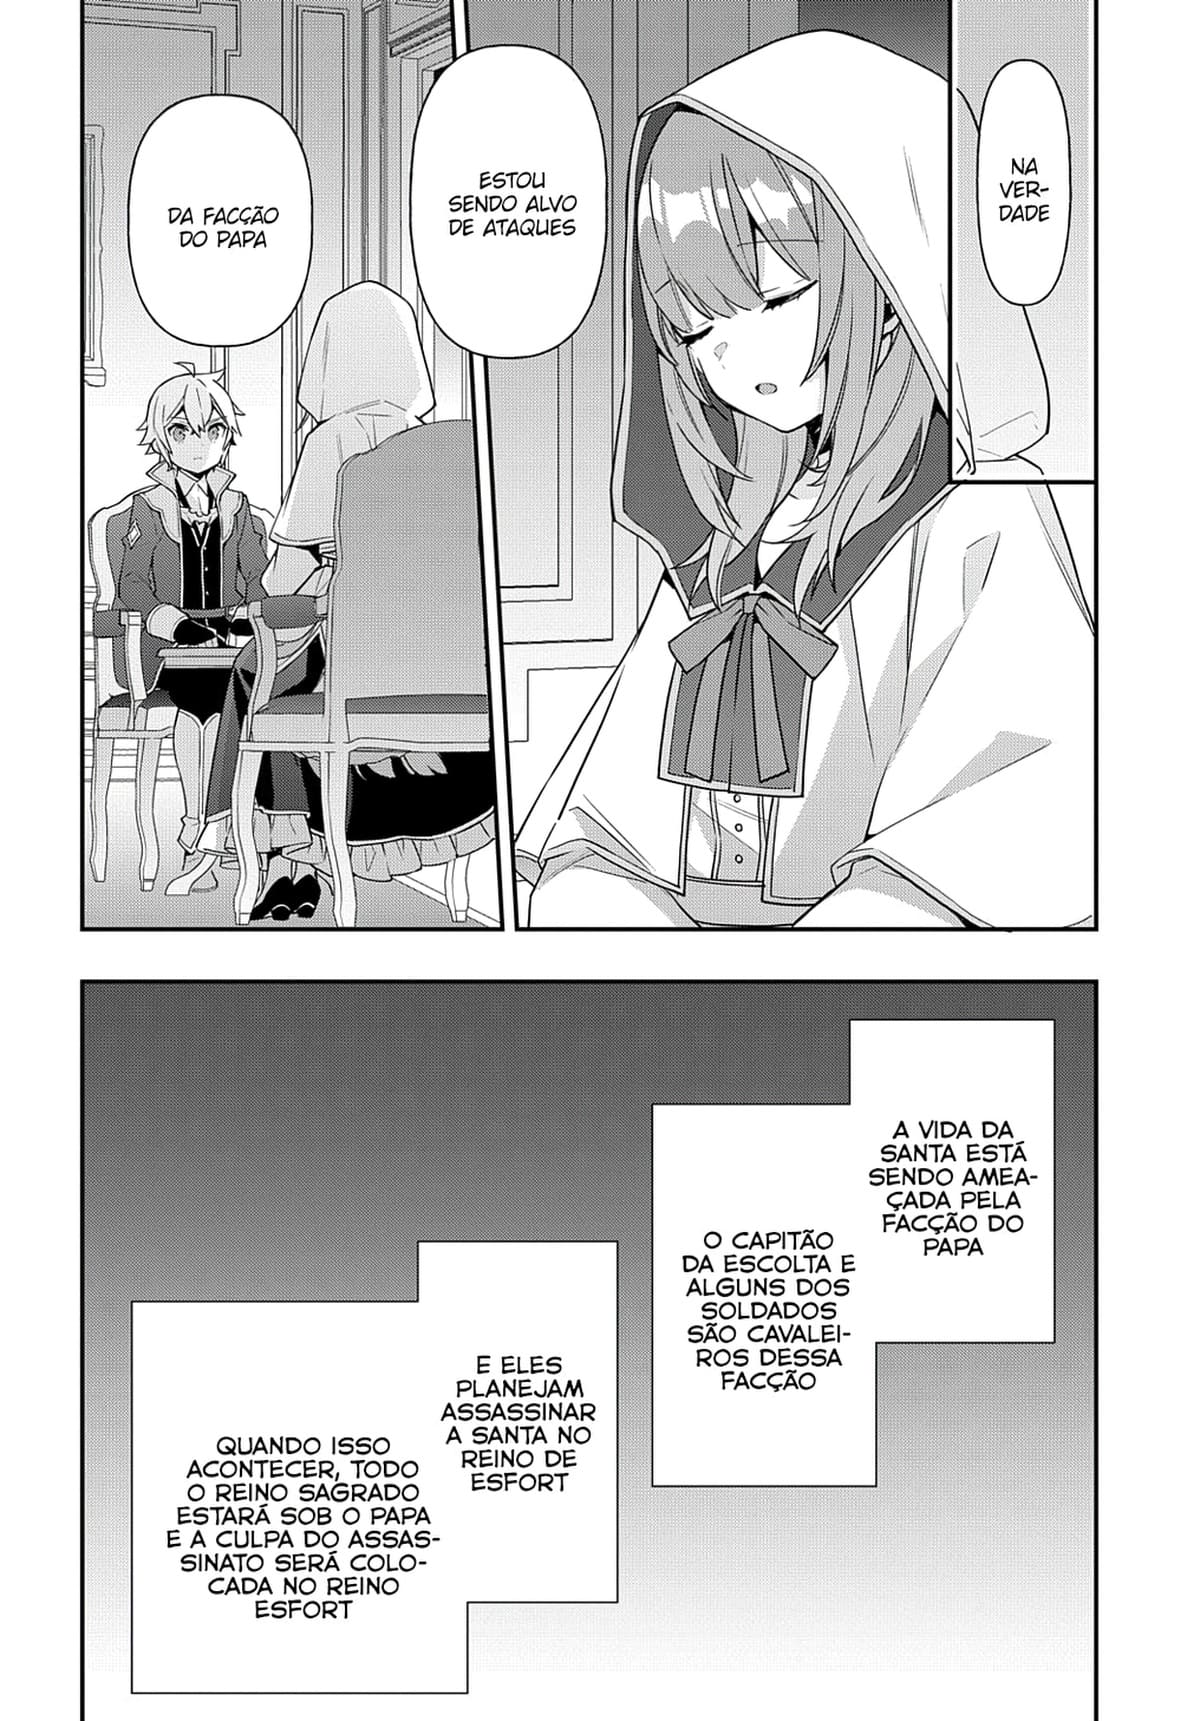 NA
VER-
DADE
ESTOU
SENDO ALVO
DE ATAQUES
DA FACÇÃO
DO PAPA
A VIDA DA
SANTA ESTÁ
SENDO AMEA-
ÇADA PELA
FACÇÃO DO
PAPA
O CAPITÃO
DA ESCOLTA E
ALGUNS DOS
SOLDADOS
SÃO CAVALEI-
ROS DESSA
FACÇÃO
E ELES
PLANEJAM
ASSASSINAR
A SANTA NO
REINO DE
ESFORT
QUANDO ISSO
ACONTECER, TODO
O REINO SAGRADO
ESTARÁ SOB O PAPA
E A CULPA DO ASSAS-
SINATO SERÁ COLO-
CADA NO REINO
ESFORT